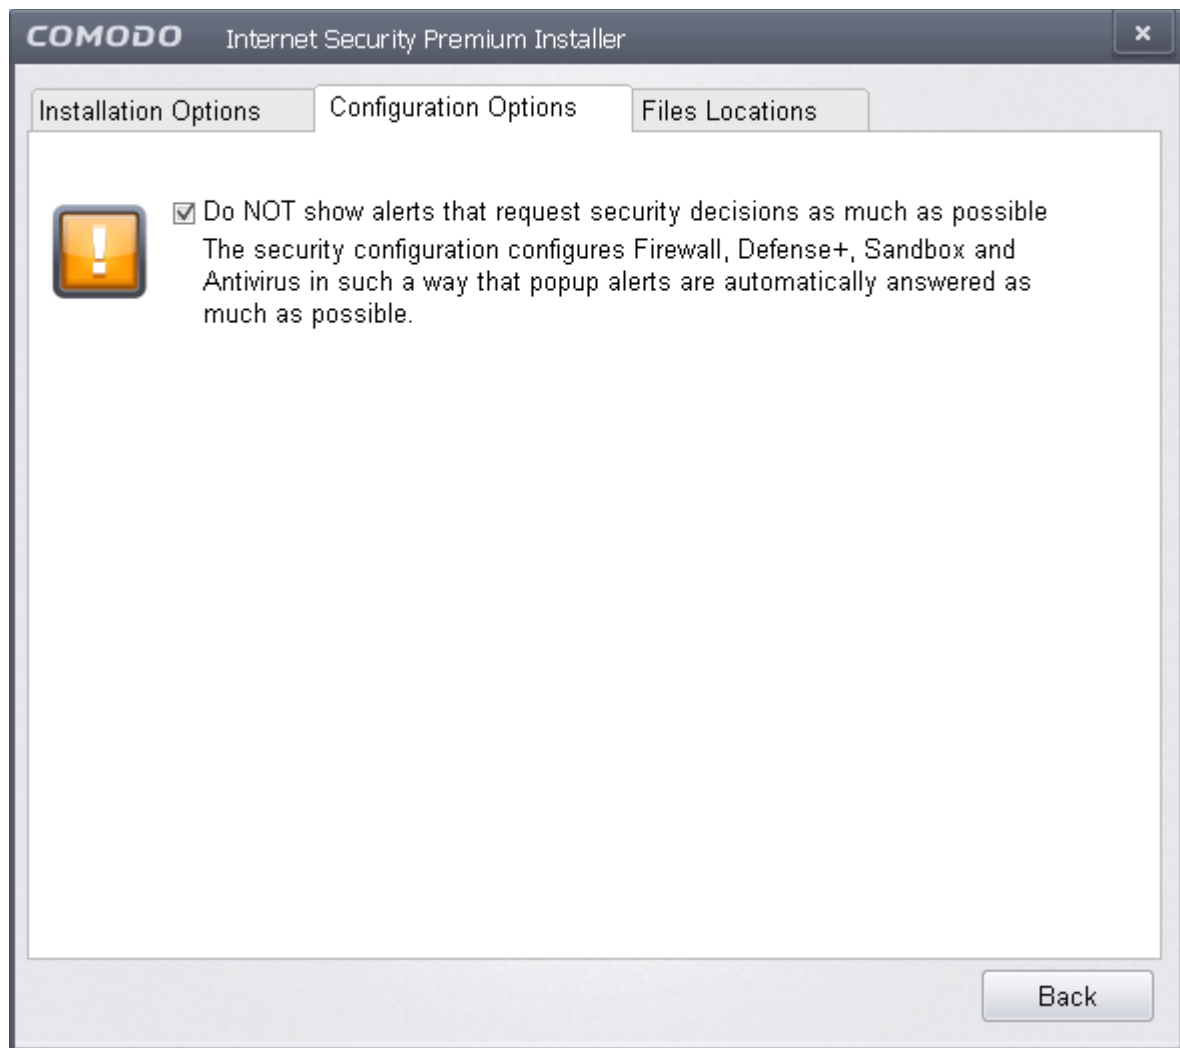 COMODO Internet Security Premium Installer
Installation Options
Configuration Options
Files Locations
Do NOT show alerts that request security decisions as much as possible
The security configuration configures Firewall, Defense+, Sandbox and
Antivirus in such a way that popup alerts are automatically answered as
much as possible.
Back